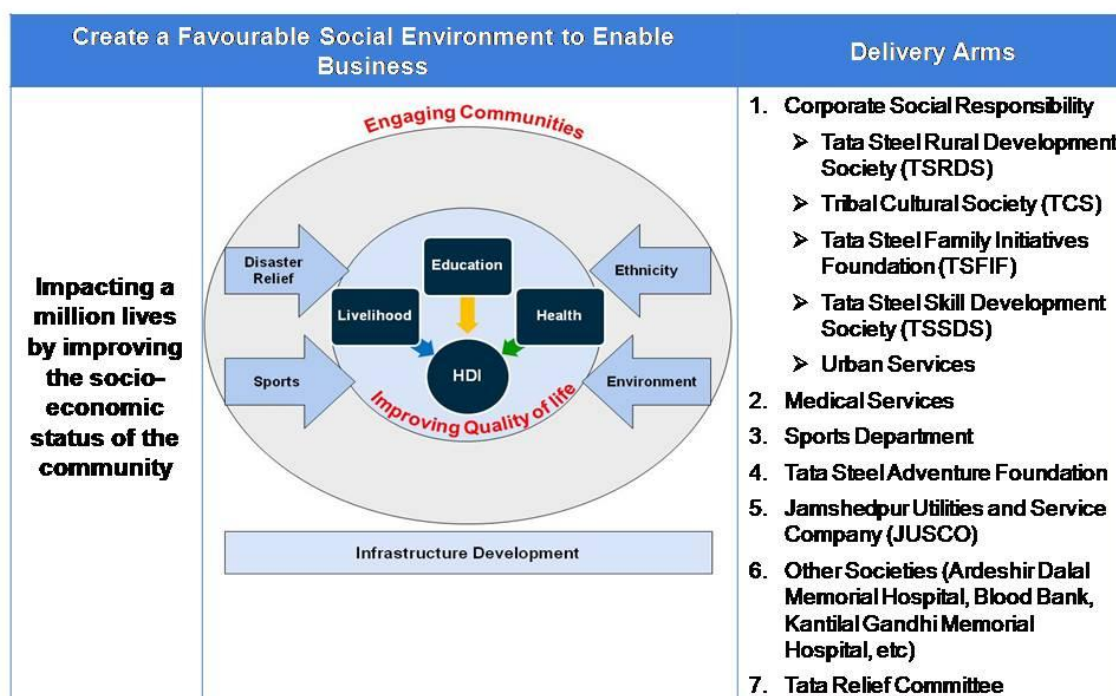 Create a Favourable Social Environment to Enable
Business
Delivery Arms
Impacting a
million lives
by improving
the socio-
economic
status of the
community
Engaging Communities
Disaster
Relief
Education
Ethnicity
Livelihood
Health
HDI
Sports
Environment
Improving Quality of life
Infrastructure Development
1. Corporate Social Responsibility
➢ Tata Steel Rural Development
Society (TSRDS)
➢ Tribal Cultural Society (TCS)
➢ Tata Steel Family Initiatives
Foundation (TSFIF)
➢ Tata Steel Skill Development
Society (TSSDS)
➢ Urban Services
2. Medical Services
3. Sports Department
4. Tata Steel Adventure Foundation
5. Jamshedpur Utilities and Service
Company (JUSCO)
6. Other Societies (Ardeshir Dalal
Memorial Hospital, Blood Bank,
Kantilal Gandhi Memorial
Hospital, etc)
7. Tata Relief Committee